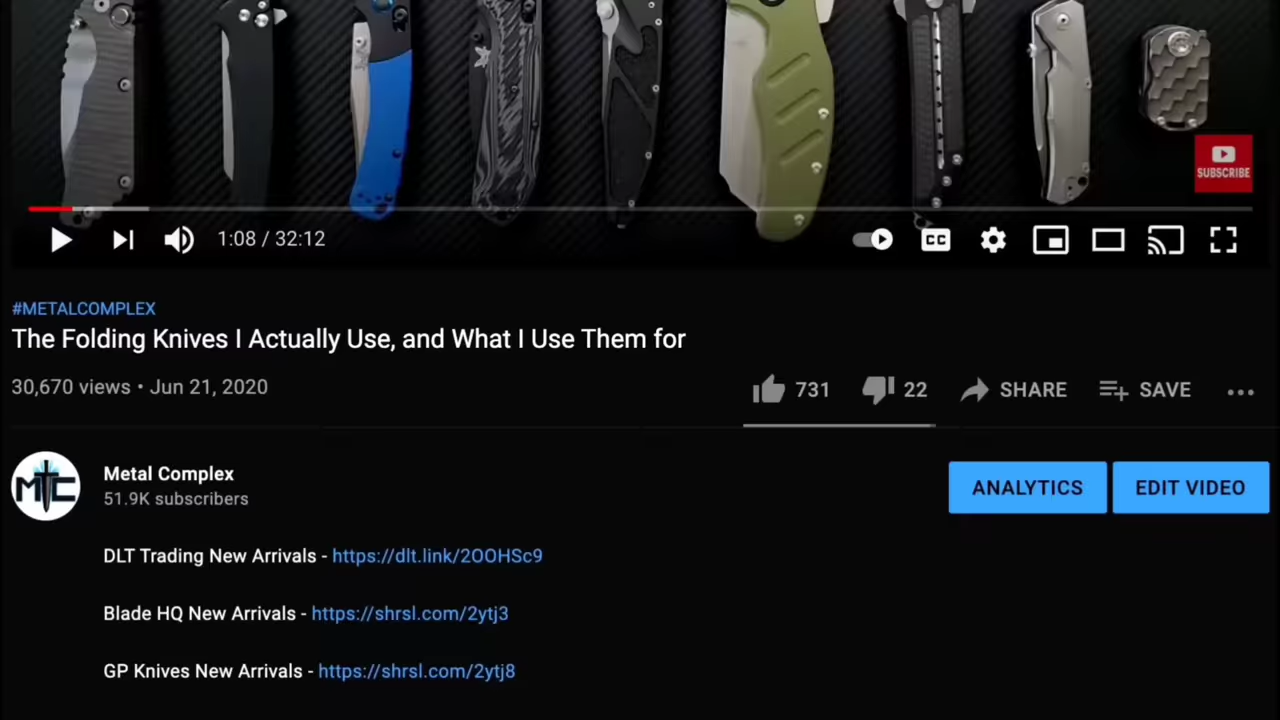 SUBSCRIBE
1:08 / 32:12
CC
#METALCOMPLEX
The Folding Knives I Actually Use, and What I Use Them for
30,670 views • Jun 21, 2020
731
22
SHARE
SAVE
MTC
Metal Complex
51.9K subscribers
ANALYTICS
EDIT VIDEO
DLT Trading New Arrivals - https://dlt.link/2OOHSc9
Blade HQ New Arrivals - https://shrsl.com/2ytj3
GP Knives New Arrivals - https://shrsl.com/2ytj8